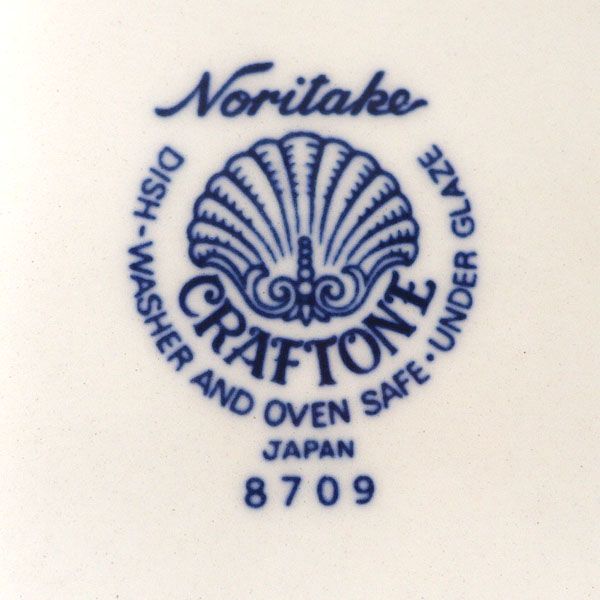 Noritake
CRAFTONE
DISH-WASHER AND OVEN SAFE·UNDER GLAZE
JAPAN
8709